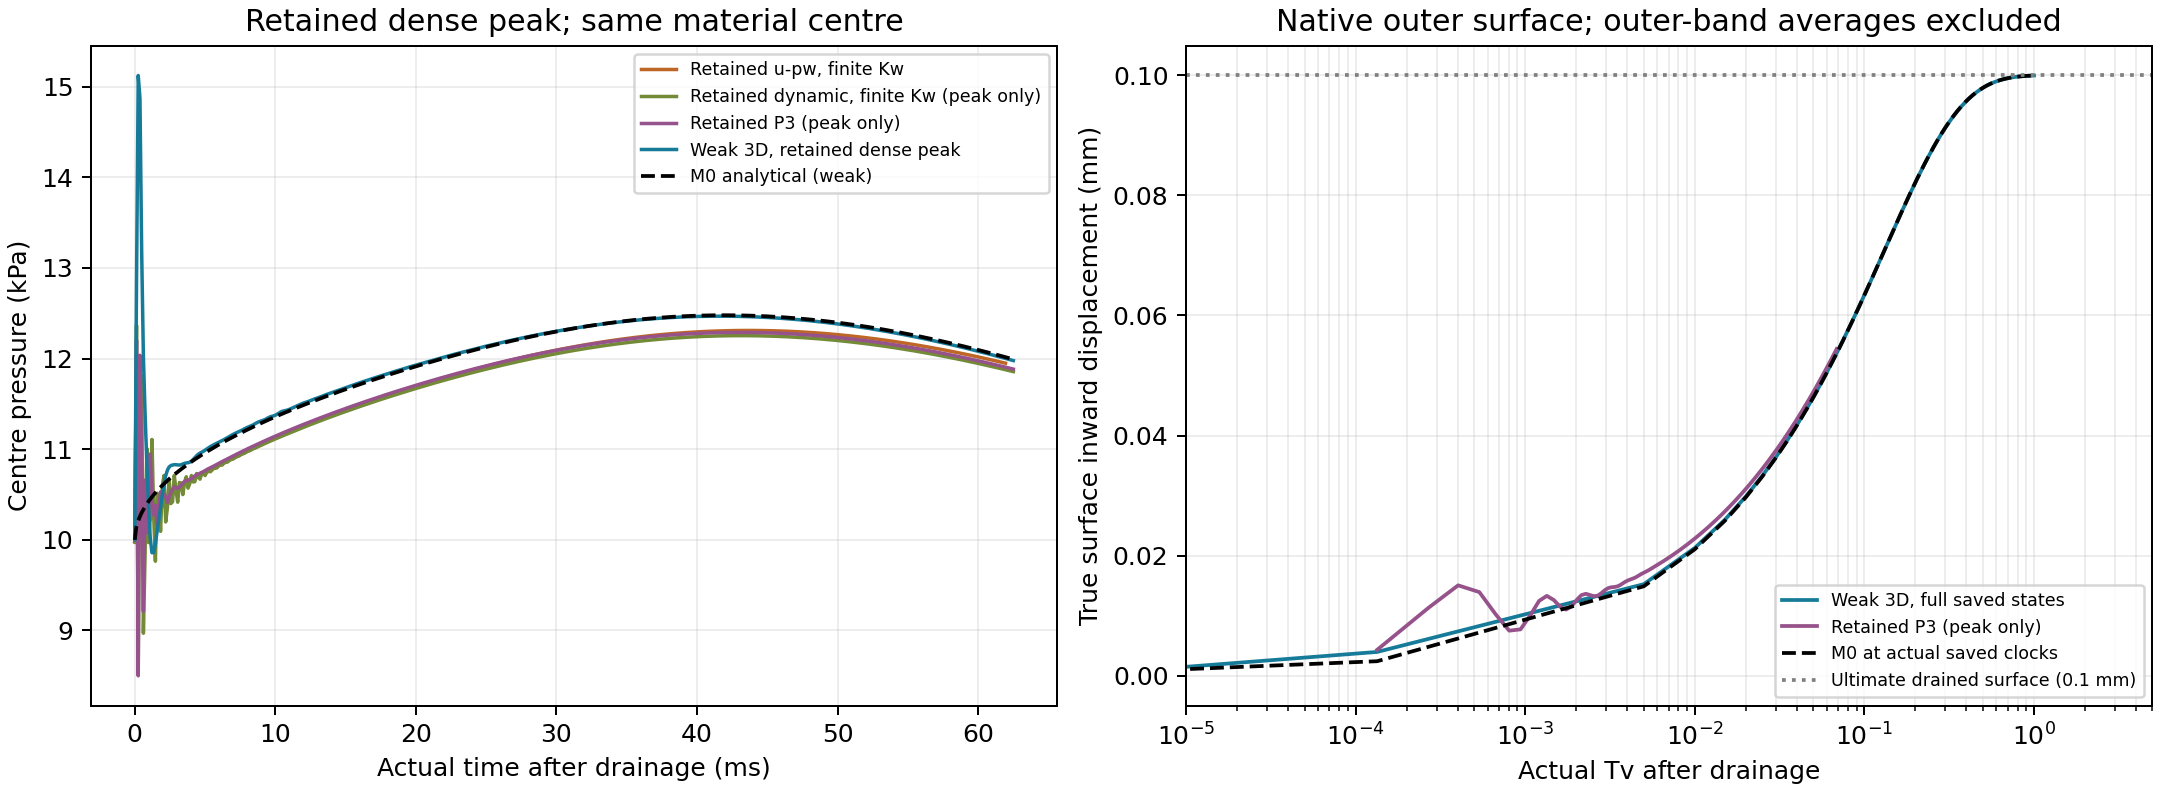 Retained dense peak; same material centre
Centre pressure (kPa)
15
14
13
12
11
10
9
Retained u-pw, finite Kw
Retained dynamic, finite Kw (peak only)
Retained P3 (peak only)
Weak 3D, retained dense peak
M0 analytical (weak)
0 10 20 30 40 50 60
Actual time after drainage (ms)
Native outer surface; outer-band averages excluded
True surface inward displacement (mm)
0.10
0.08
0.06
0.04
0.02
0.00
Weak 3D, full saved states
Retained P3 (peak only)
M0 at actual saved clocks
Ultimate drained surface (0.1 mm)
10⁻⁵ 10⁻⁴ 10⁻³ 10⁻² 10⁻¹ 10⁰
Actual Tv after drainage